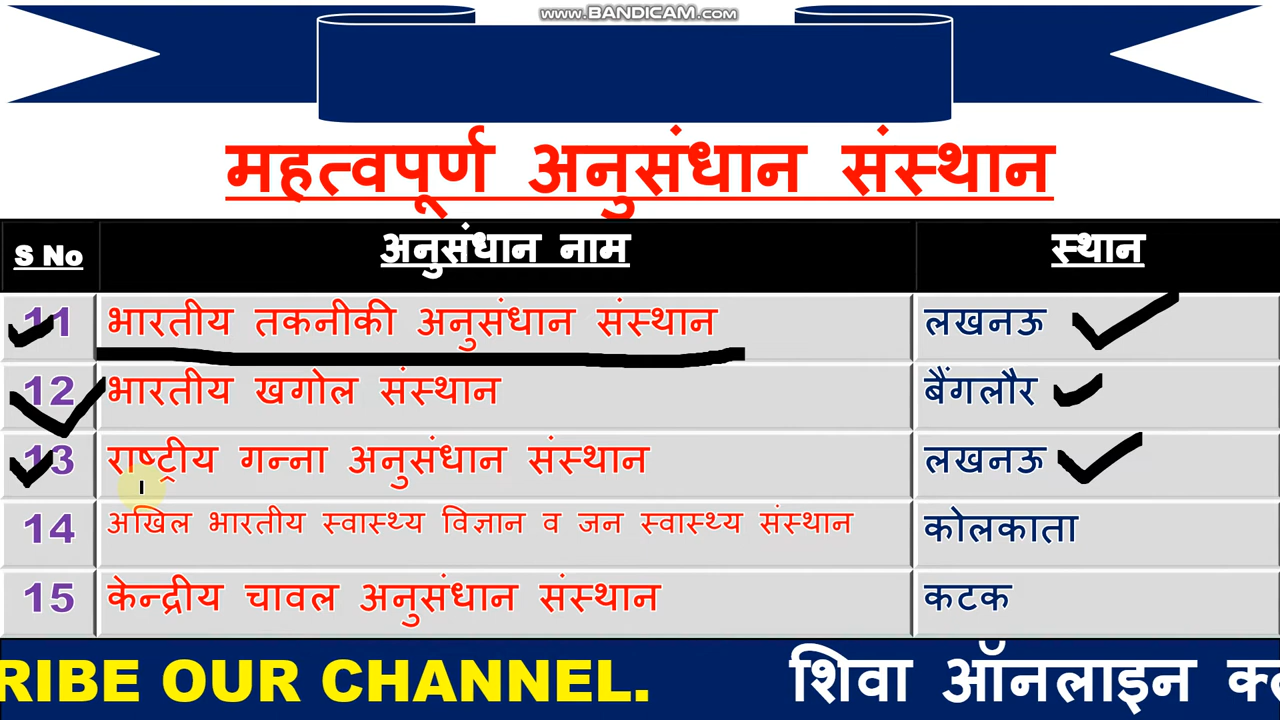 www.BANDICAM.com
महत्वपूर्ण अनुसंधान संस्थान
S No अनुसंधान नाम स्थान
11 भारतीय तकनीकी अनुसंधान संस्थान लखनऊ
12 भारतीय खगोल संस्थान बैंगलौर
13 राष्ट्रीय गन्ना अनुसंधान संस्थान लखनऊ
14 अखिल भारतीय स्वास्थ्य विज्ञान व जन स्वास्थ्य संस्थान कोलकाता
15 केन्द्रीय चावल अनुसंधान संस्थान कटक
RIBE OUR CHANNEL. शिवा ऑनलाइन